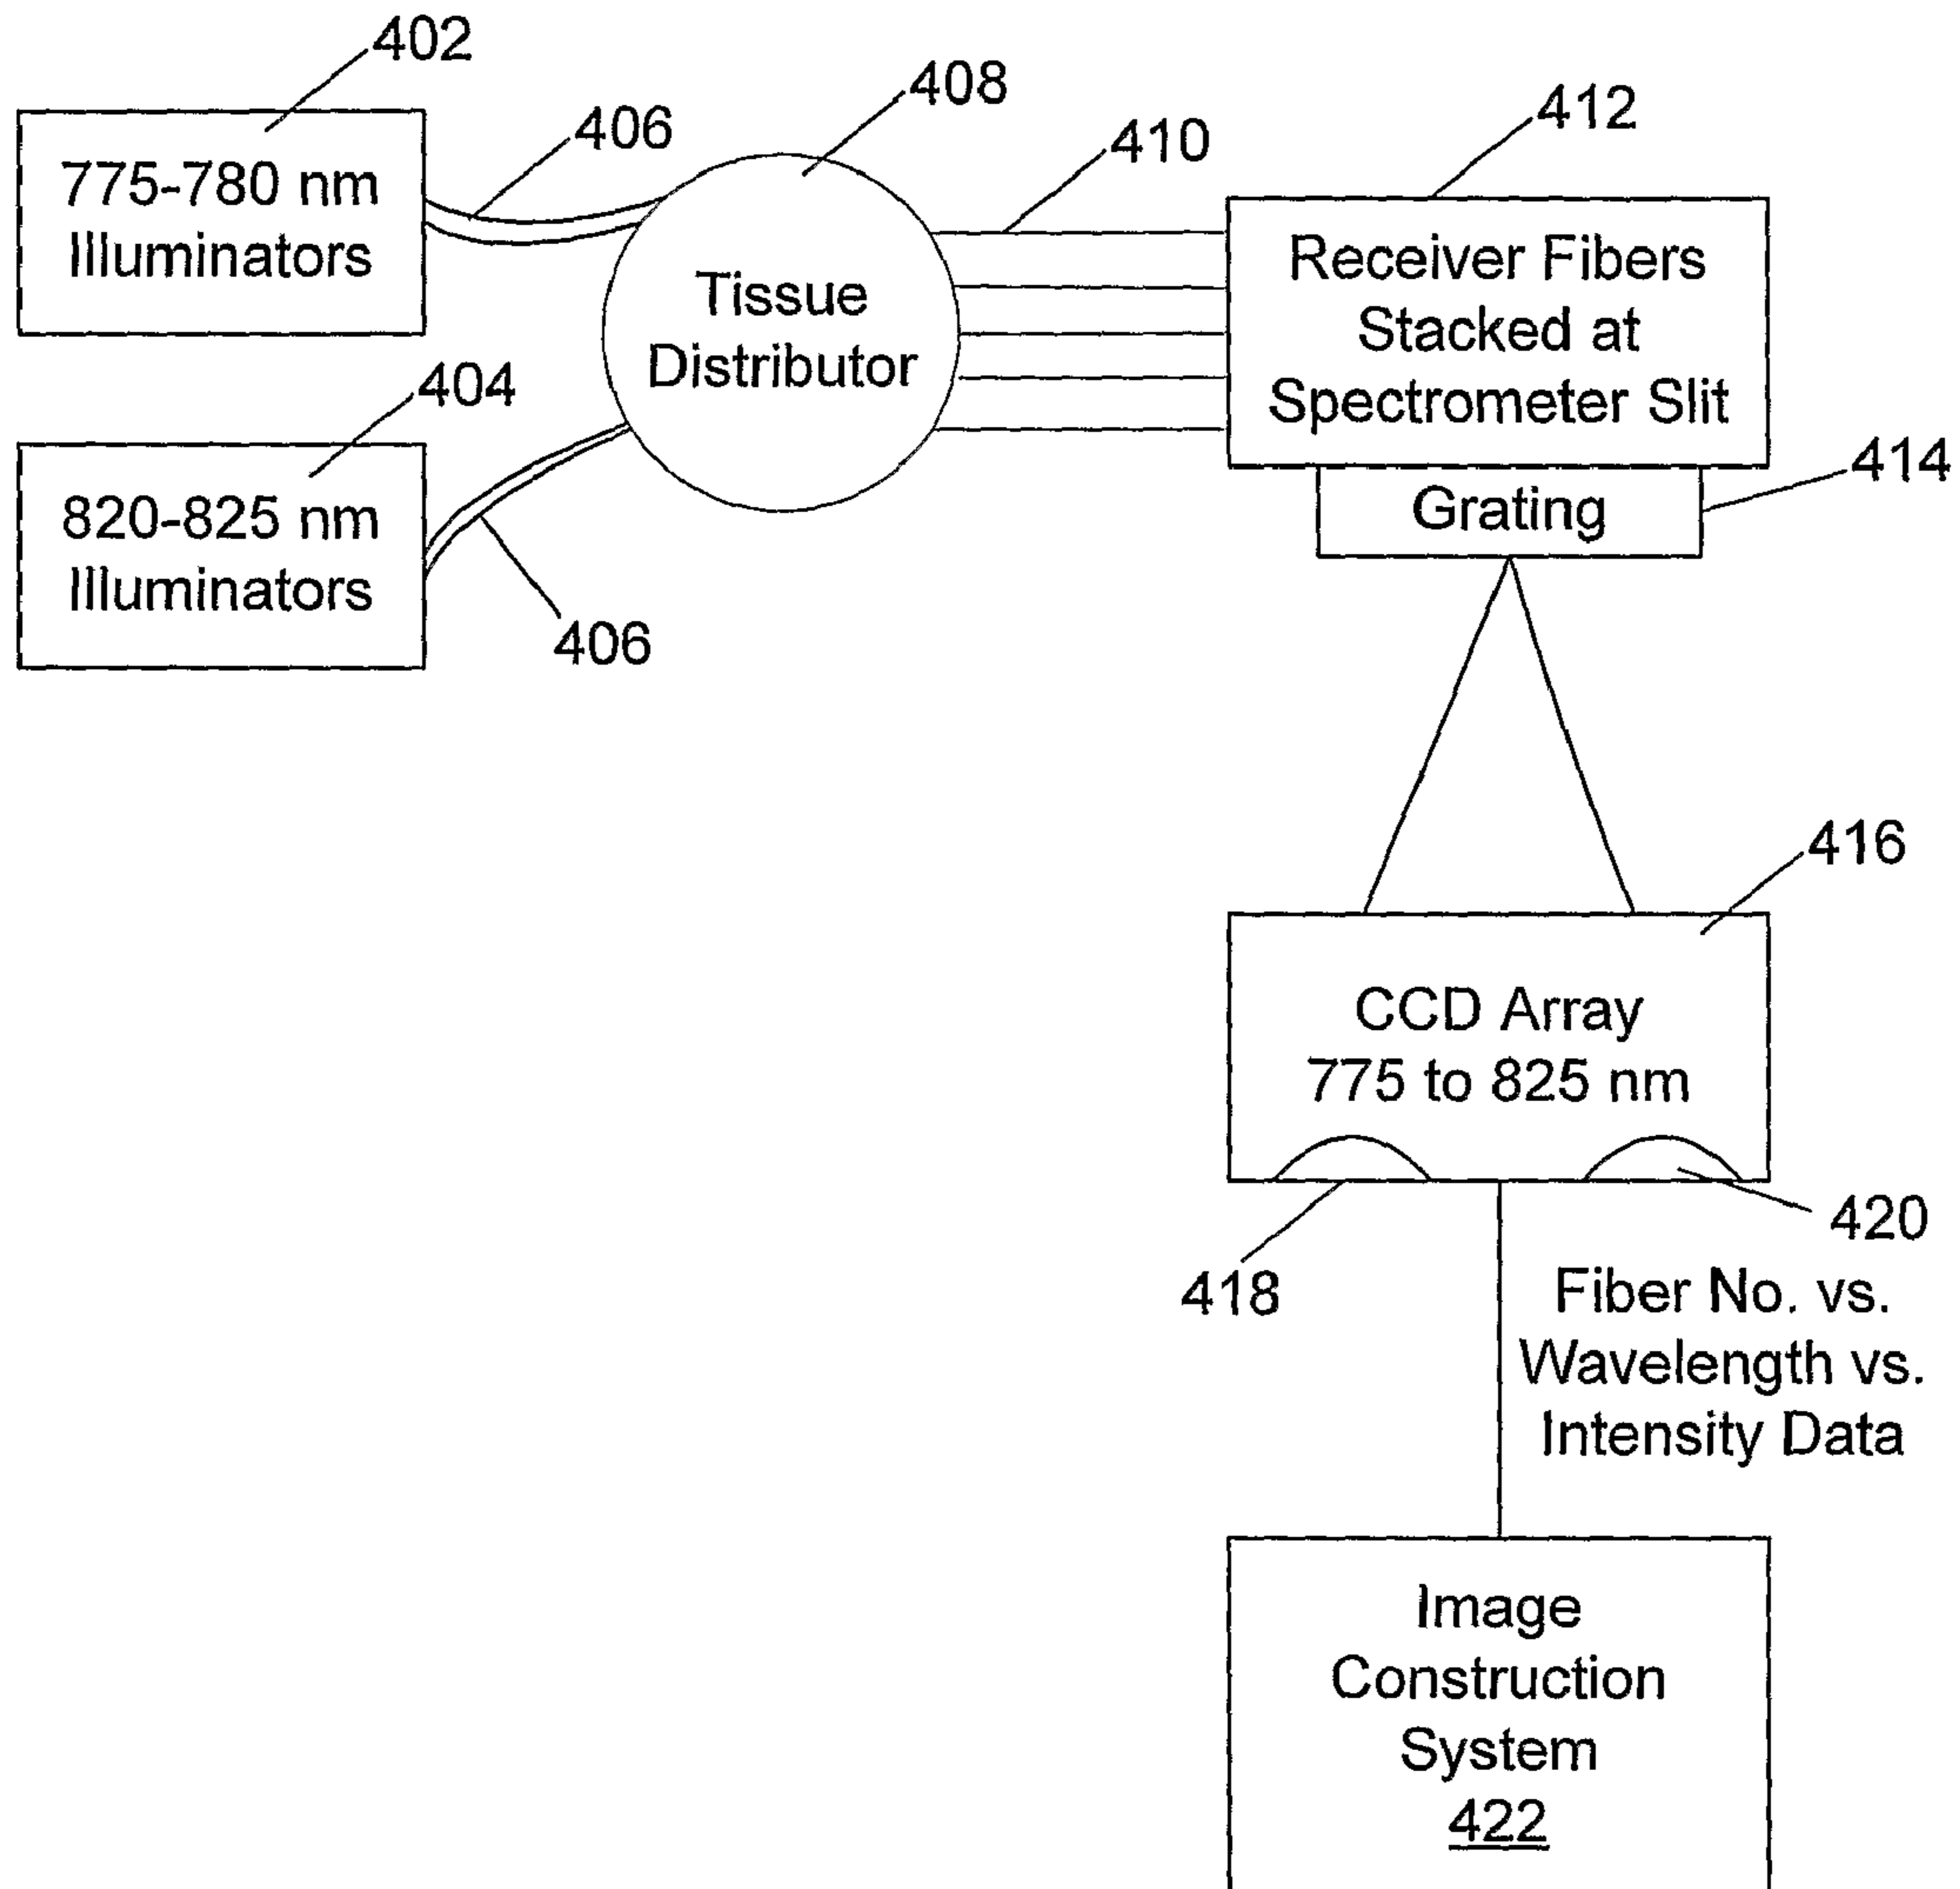 402
406
408
410
412
775-780 nm
Illuminators
Tissue
Distributor
Receiver Fibers
Stacked at
Spectrometer Slit
404
414
Grating
820-825 nm
Illuminators
406
416
CCD Array
775 to 825 nm
418
420
Fiber No. vs.
Wavelength vs.
Intensity Data
Image
Construction
System
422